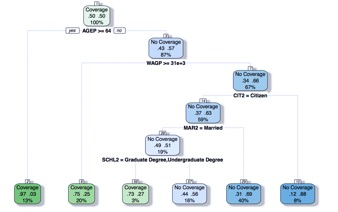 Coverage
.50 .50
100%
yes AGEP >= 64 no
No Coverage
.43 .57
87%
WAGP >= 31e+3
No Coverage
.34 .66
67%
CIT2 = Citizen
No Coverage
.37 .63
59%
MAR2 = Married
No Coverage
.49 .51
19%
SCHL2 = Graduate Degree,Undergraduate Degree
Coverage
.97 .03
13%
Coverage
.75 .25
20%
Coverage
.73 .27
3%
No Coverage
.44 .56
16%
No Coverage
.31 .69
40%
No Coverage
.12 .88
8%